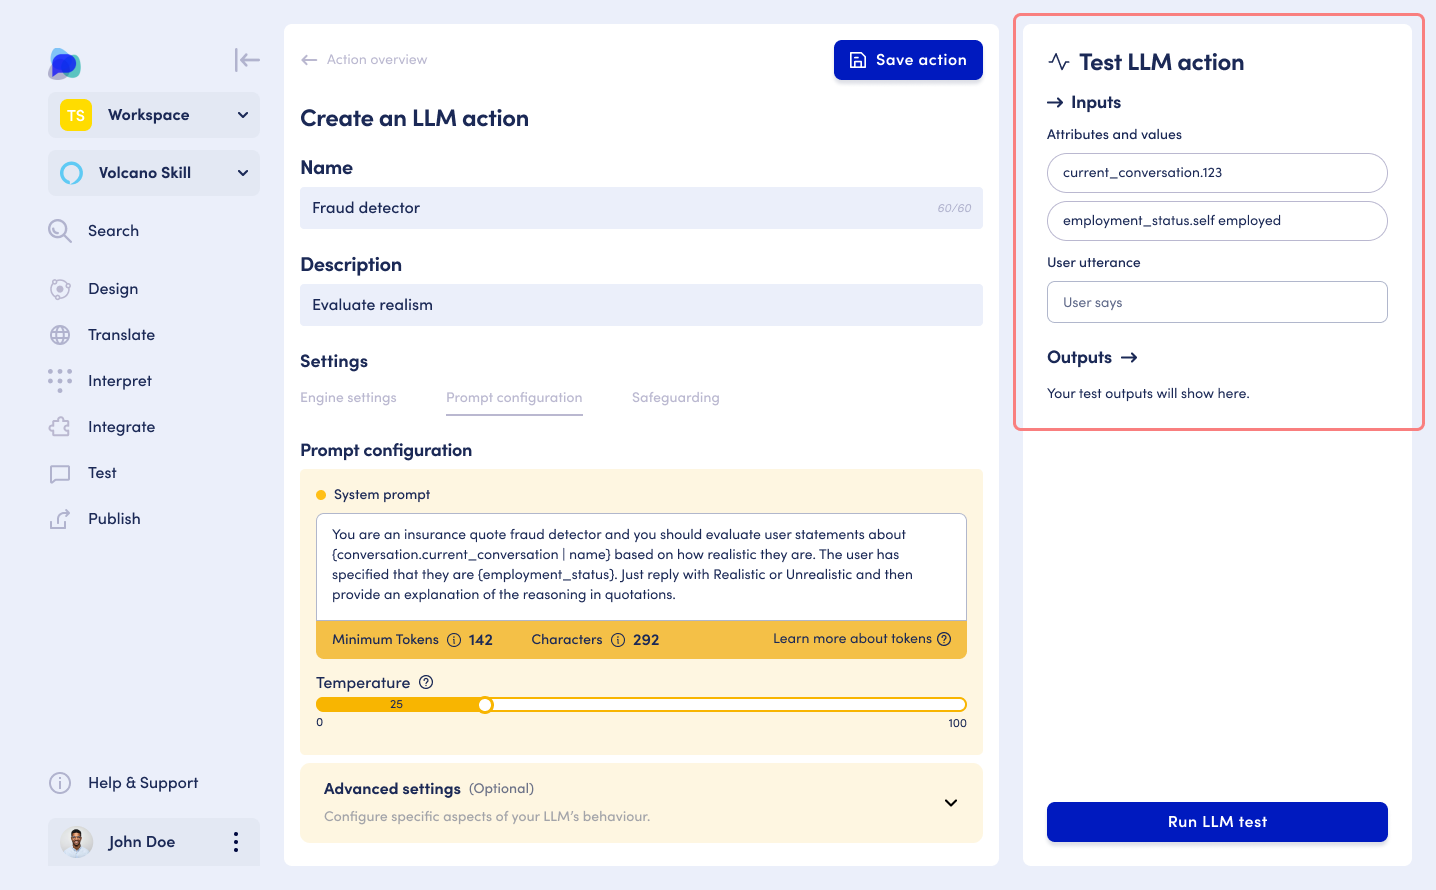 TS
Workspace
Volcano Skill
Search
Design
Translate
Interpret
Integrate
Test
Publish
Help & Support
John Doe
Action overview
Save action
Create an LLM action
Name
Fraud detector
60/60
Description
Evaluate realism
Settings
Engine settings
Prompt configuration
Safeguarding
Prompt configuration
System prompt
You are an insurance quote fraud detector and you should evaluate user statements about
{conversation.current_conversation | name} based on how realistic they are. The user has
specified that they are {employment_status}. Just reply with Realistic or Unrealistic and then
provide an explanation of the reasoning in quotations.
Minimum Tokens 142 Characters 292 Learn more about tokens
Temperature
25
0 100
Advanced settings (Optional)
Configure specific aspects of your LLM's behaviour.
Test LLM action
Inputs
Attributes and values
current_conversation.123
employment_status.self employed
User utterance
User says
Outputs
Your test outputs will show here.
Run LLM test